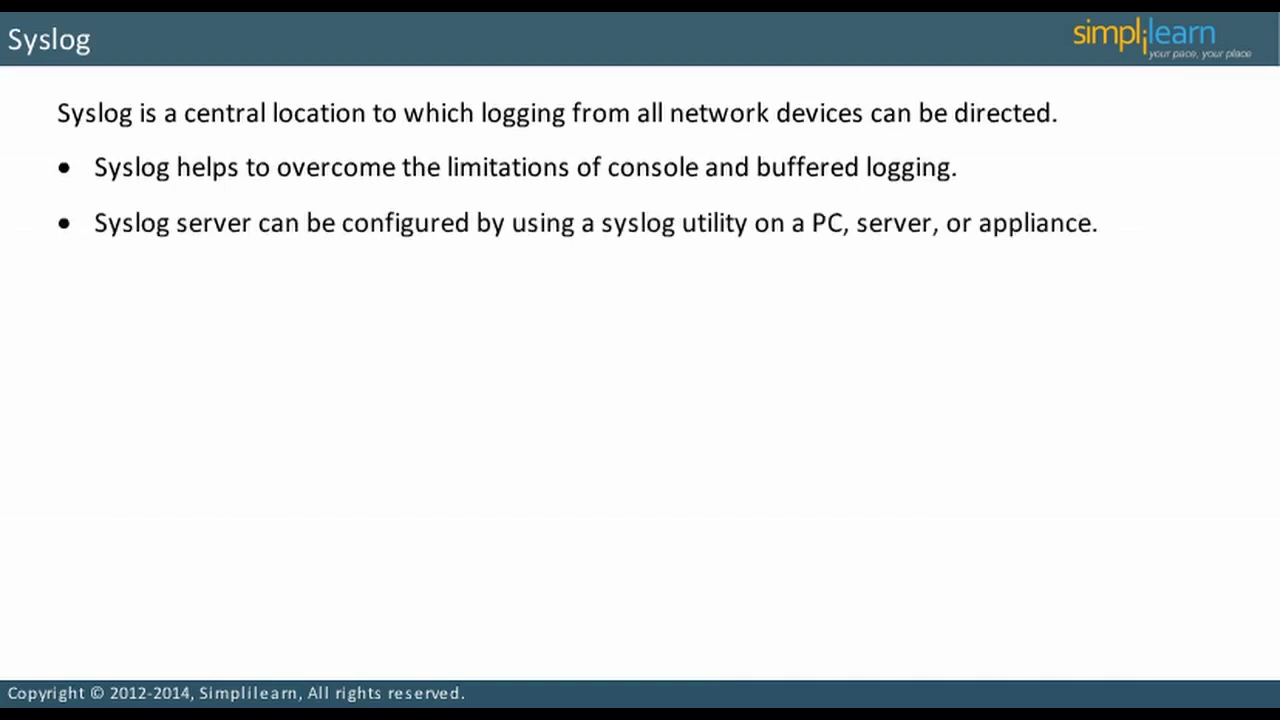 Syslog
simplilearn
your pace, your place
Syslog is a central location to which logging from all network devices can be directed.
• Syslog helps to overcome the limitations of console and buffered logging.
• Syslog server can be configured by using a syslog utility on a PC, server, or appliance.
Copyright © 2012-2014, Simplilearn, All rights reserved.